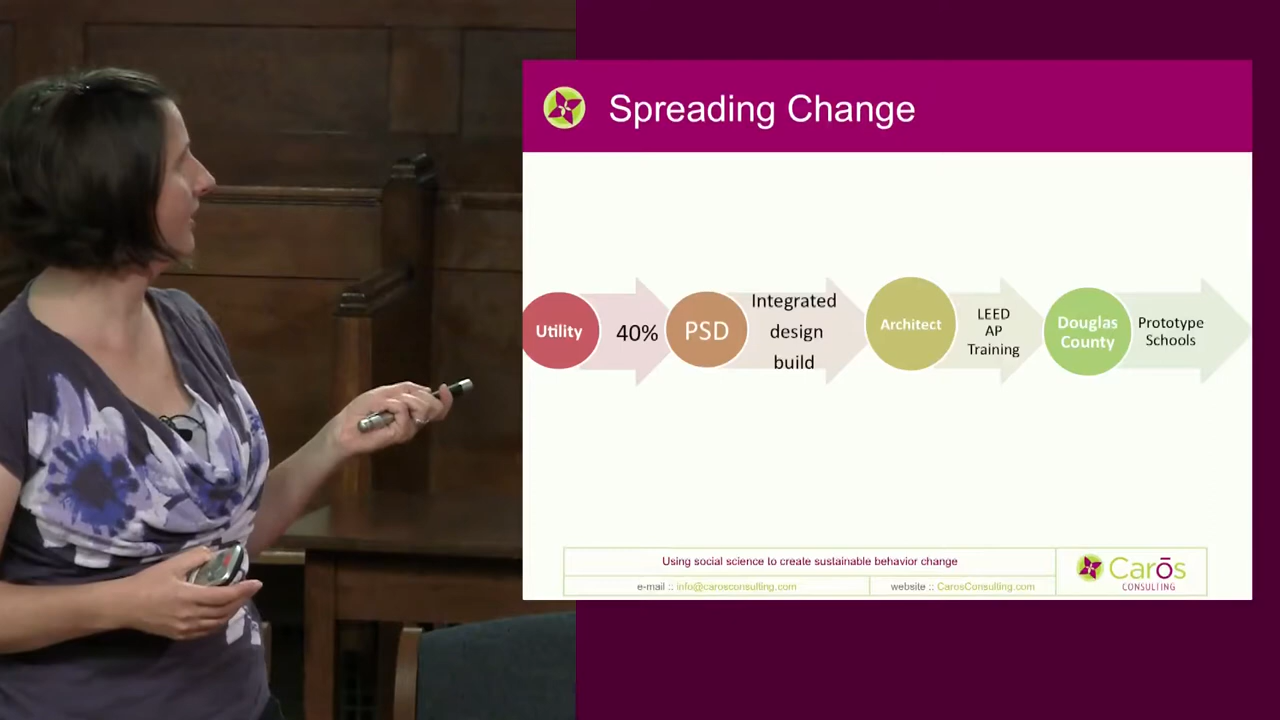 Spreading Change
Utility
40%
PSD
Integrated
design
build
Architect
LEED
AP
Training
Douglas
County
Prototype
Schools
Using social science to create sustainable behavior change
e-mail :: info@carosconsulting.com
website :: CarosConsulting.com
Carōs
CONSULTING